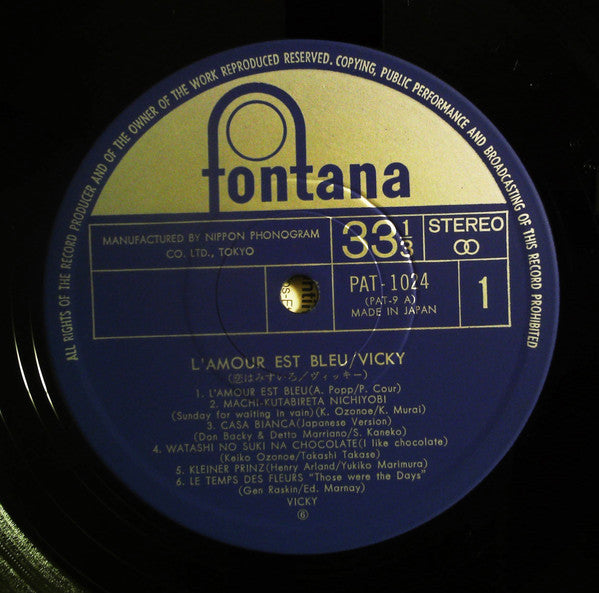 ALL RIGHTS OF THE RECORD PRODUCER AND OF THE OWNER OF THE WORK REPRODUCED RESERVED. COPYING, PUBLIC PERFORMANCE AND BROADCASTING OF THIS RECORD PROHIBITED
fontana
MANUFACTURED BY NIPPON PHONOGRAM
CO. LTD., TOKYO
33 1/3
STEREO
PAT-1024
(PAT-9 A)
MADE IN JAPAN
1
L'AMOUR EST BLEU/VICKY
(恋はみずいろ/ヴィッキー)
1. L'AMOUR EST BLEU(A. Popp/P. Cour)
2. MACHI-KUTABIRETA NICHIYOBI
(Sunday for waiting in vain)(K. Ozonoe/K. Murai)
3. CASA BIANCA(Japanese Version)
(Don Backy & Detto Marriano/S. Kaneko)
4. WATASHI NO SUKI NA CHOCOLATE(I like chocolate)
(Keiko Ozonoe/Takashi Takase)
5. KLEINER PRINZ(Henry Arland/Yukiko Marimura)
6. LE TEMPS DES FLEURS "Those were the Days"
(Gen Raskin/Ed. Marnay)
VICKY
⑥